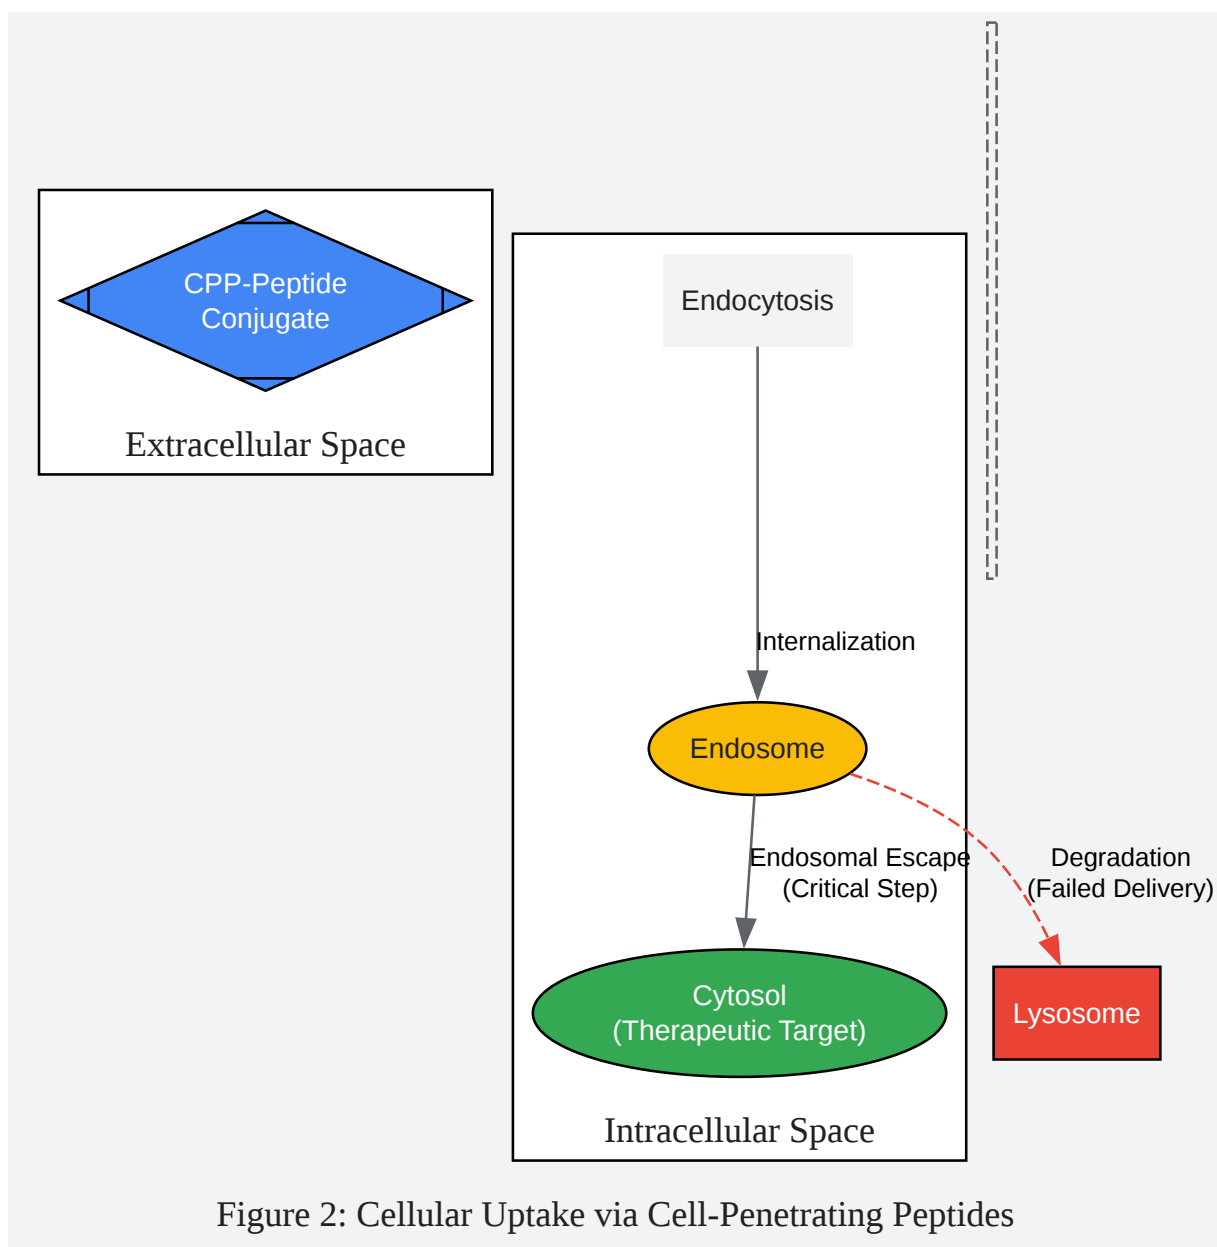 CPP-Peptide
Conjugate
Extracellular Space
Endocytosis
Internalization
Endosome
Endosomal Escape
(Critical Step)
Degradation
(Failed Delivery)
Cytosol
(Therapeutic Target)
Lysosome
Intracellular Space
Figure 2: Cellular Uptake via Cell-Penetrating Peptides